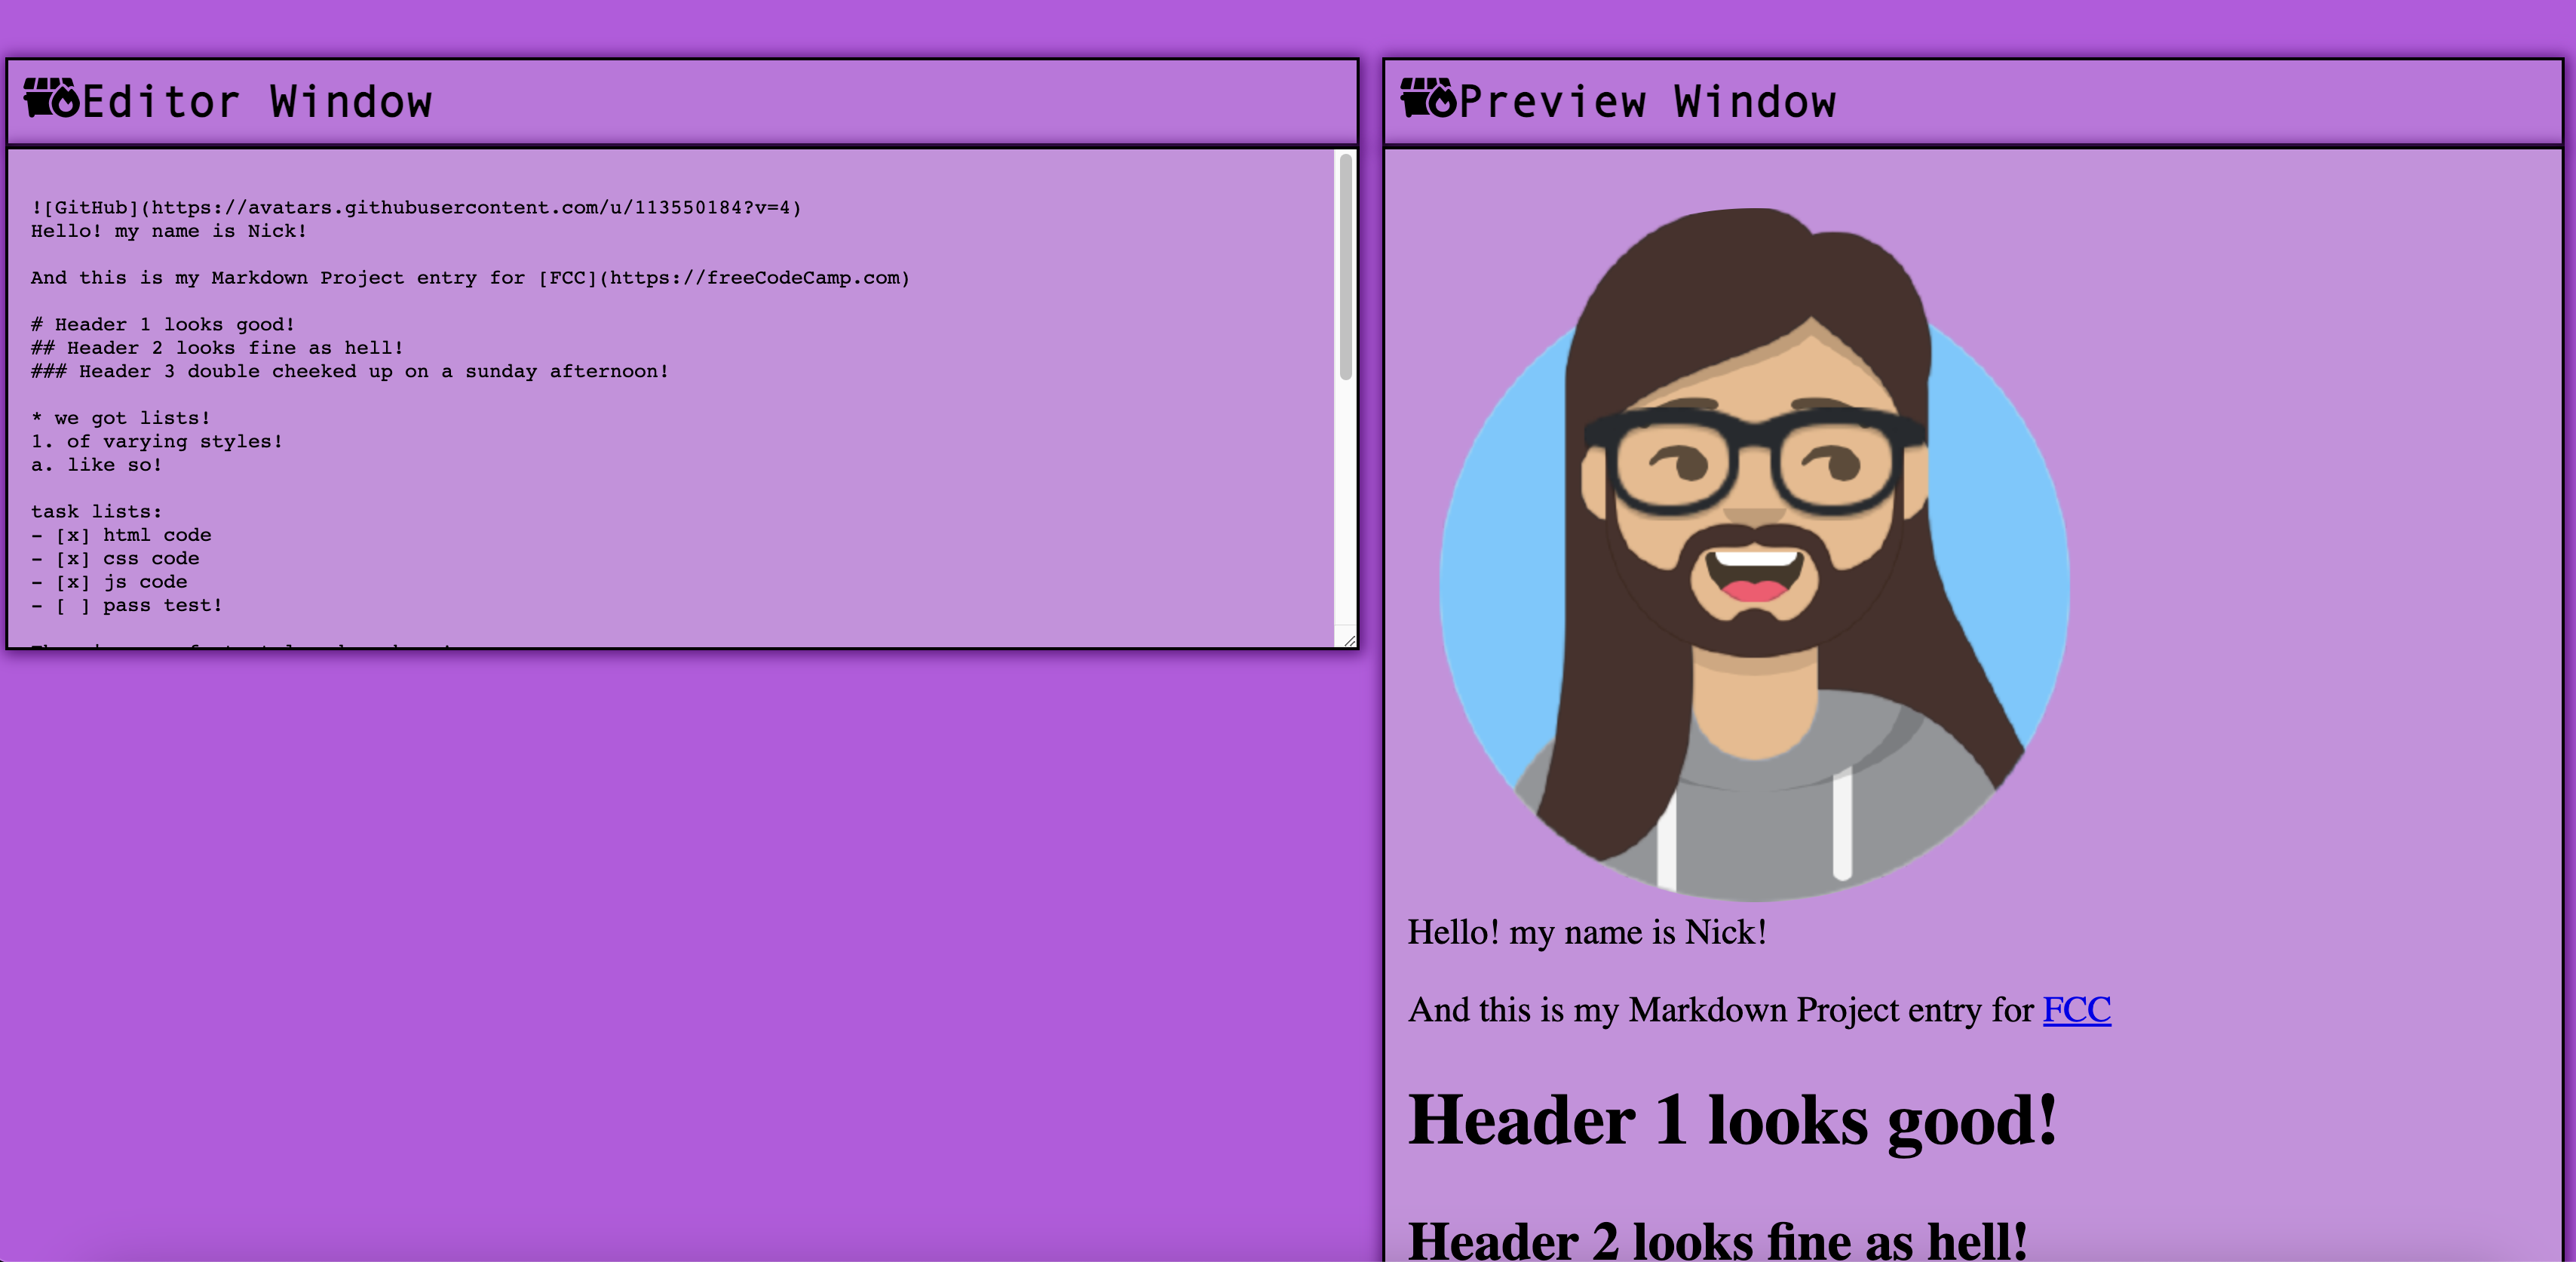 Editor Window
![GitHub](https://avatars.githubusercontent.com/u/113550184?v=4)
Hello! my name is Nick!
And this is my Markdown Project entry for [FCC](https://freeCodeCamp.com)
# Header 1 looks good!
## Header 2 looks fine as hell!
### Header 3 double cheeked up on a sunday afternoon!
* we got lists!
1. of varying styles!
a. like so!
task lists:
- [x] html code
- [x] css code
- [x] js code
- [ ] pass test!
Preview Window
Hello! my name is Nick!
And this is my Markdown Project entry for FCC
Header 1 looks good!
Header 2 looks fine as hell!